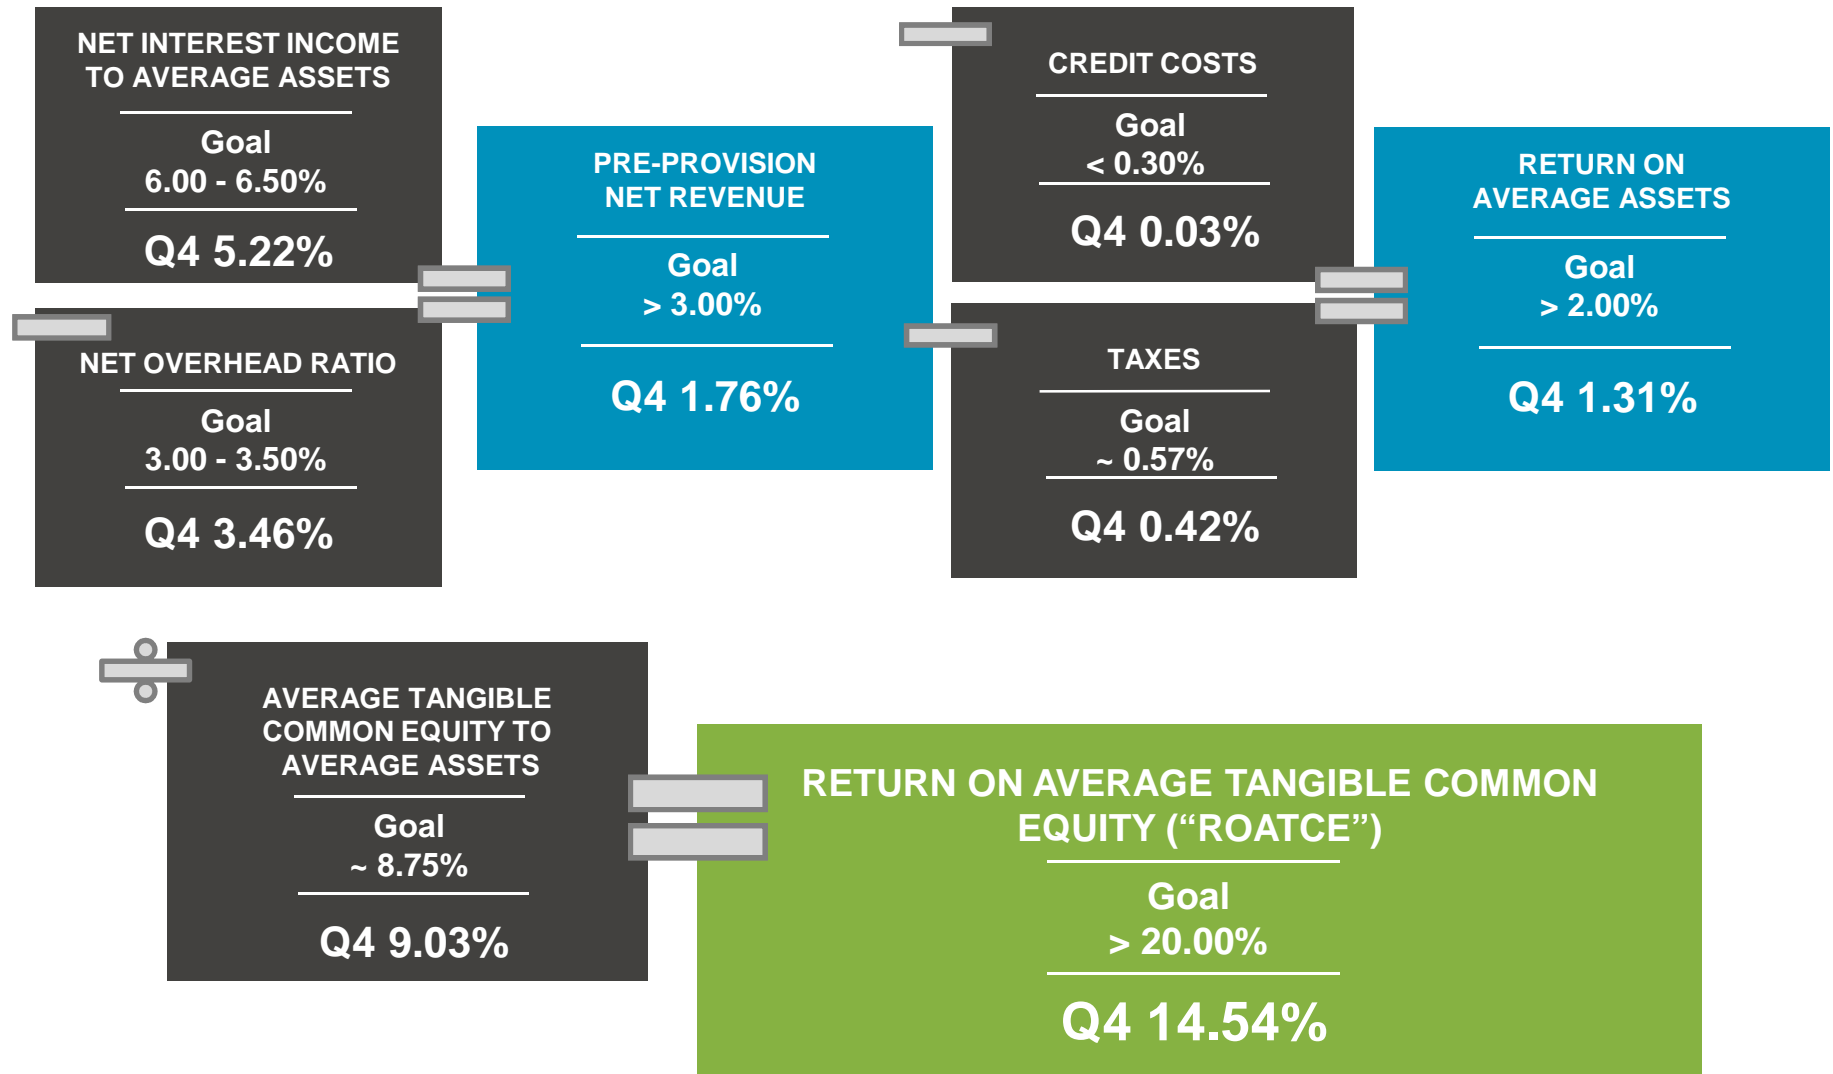 NET INTEREST INCOME
TO AVERAGE ASSETS
Goal
6.00 - 6.50%
Q4 5.22%
NET OVERHEAD RATIO
Goal
3.00 - 3.50%
Q4 3.46%
PRE-PROVISION
NET REVENUE
Goal
> 3.00%
Q4 1.76%
CREDIT COSTS
Goal
< 0.30%
Q4 0.03%
TAXES
Goal
~ 0.57%
Q4 0.42%
RETURN ON
AVERAGE ASSETS
Goal
> 2.00%
Q4 1.31%
AVERAGE TANGIBLE
COMMON EQUITY TO
AVERAGE ASSETS
Goal
~ 8.75%
Q4 9.03%
RETURN ON AVERAGE TANGIBLE COMMON
EQUITY (“ROATCE”)
Goal
> 20.00%
Q4 14.54%